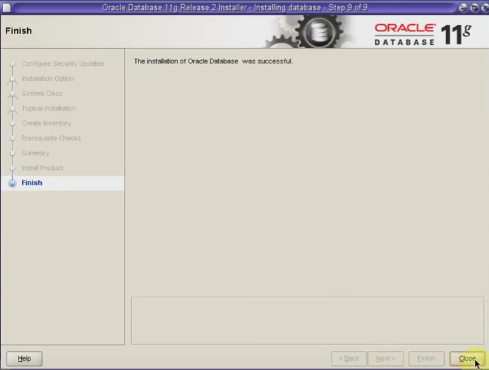 Oracle Database 11g Release 2 Installer - Installing database - Step 9 of 9
Finish
ORACLE 11g
DATABASE
Configure Security Updates
Installation Option
System Class
Typical Installation
Create Inventory
Prerequisite Checks
Summary
Install Product
Finish
The installation of Oracle Database was successful.
Help
< Back
Next >
Finish
Close